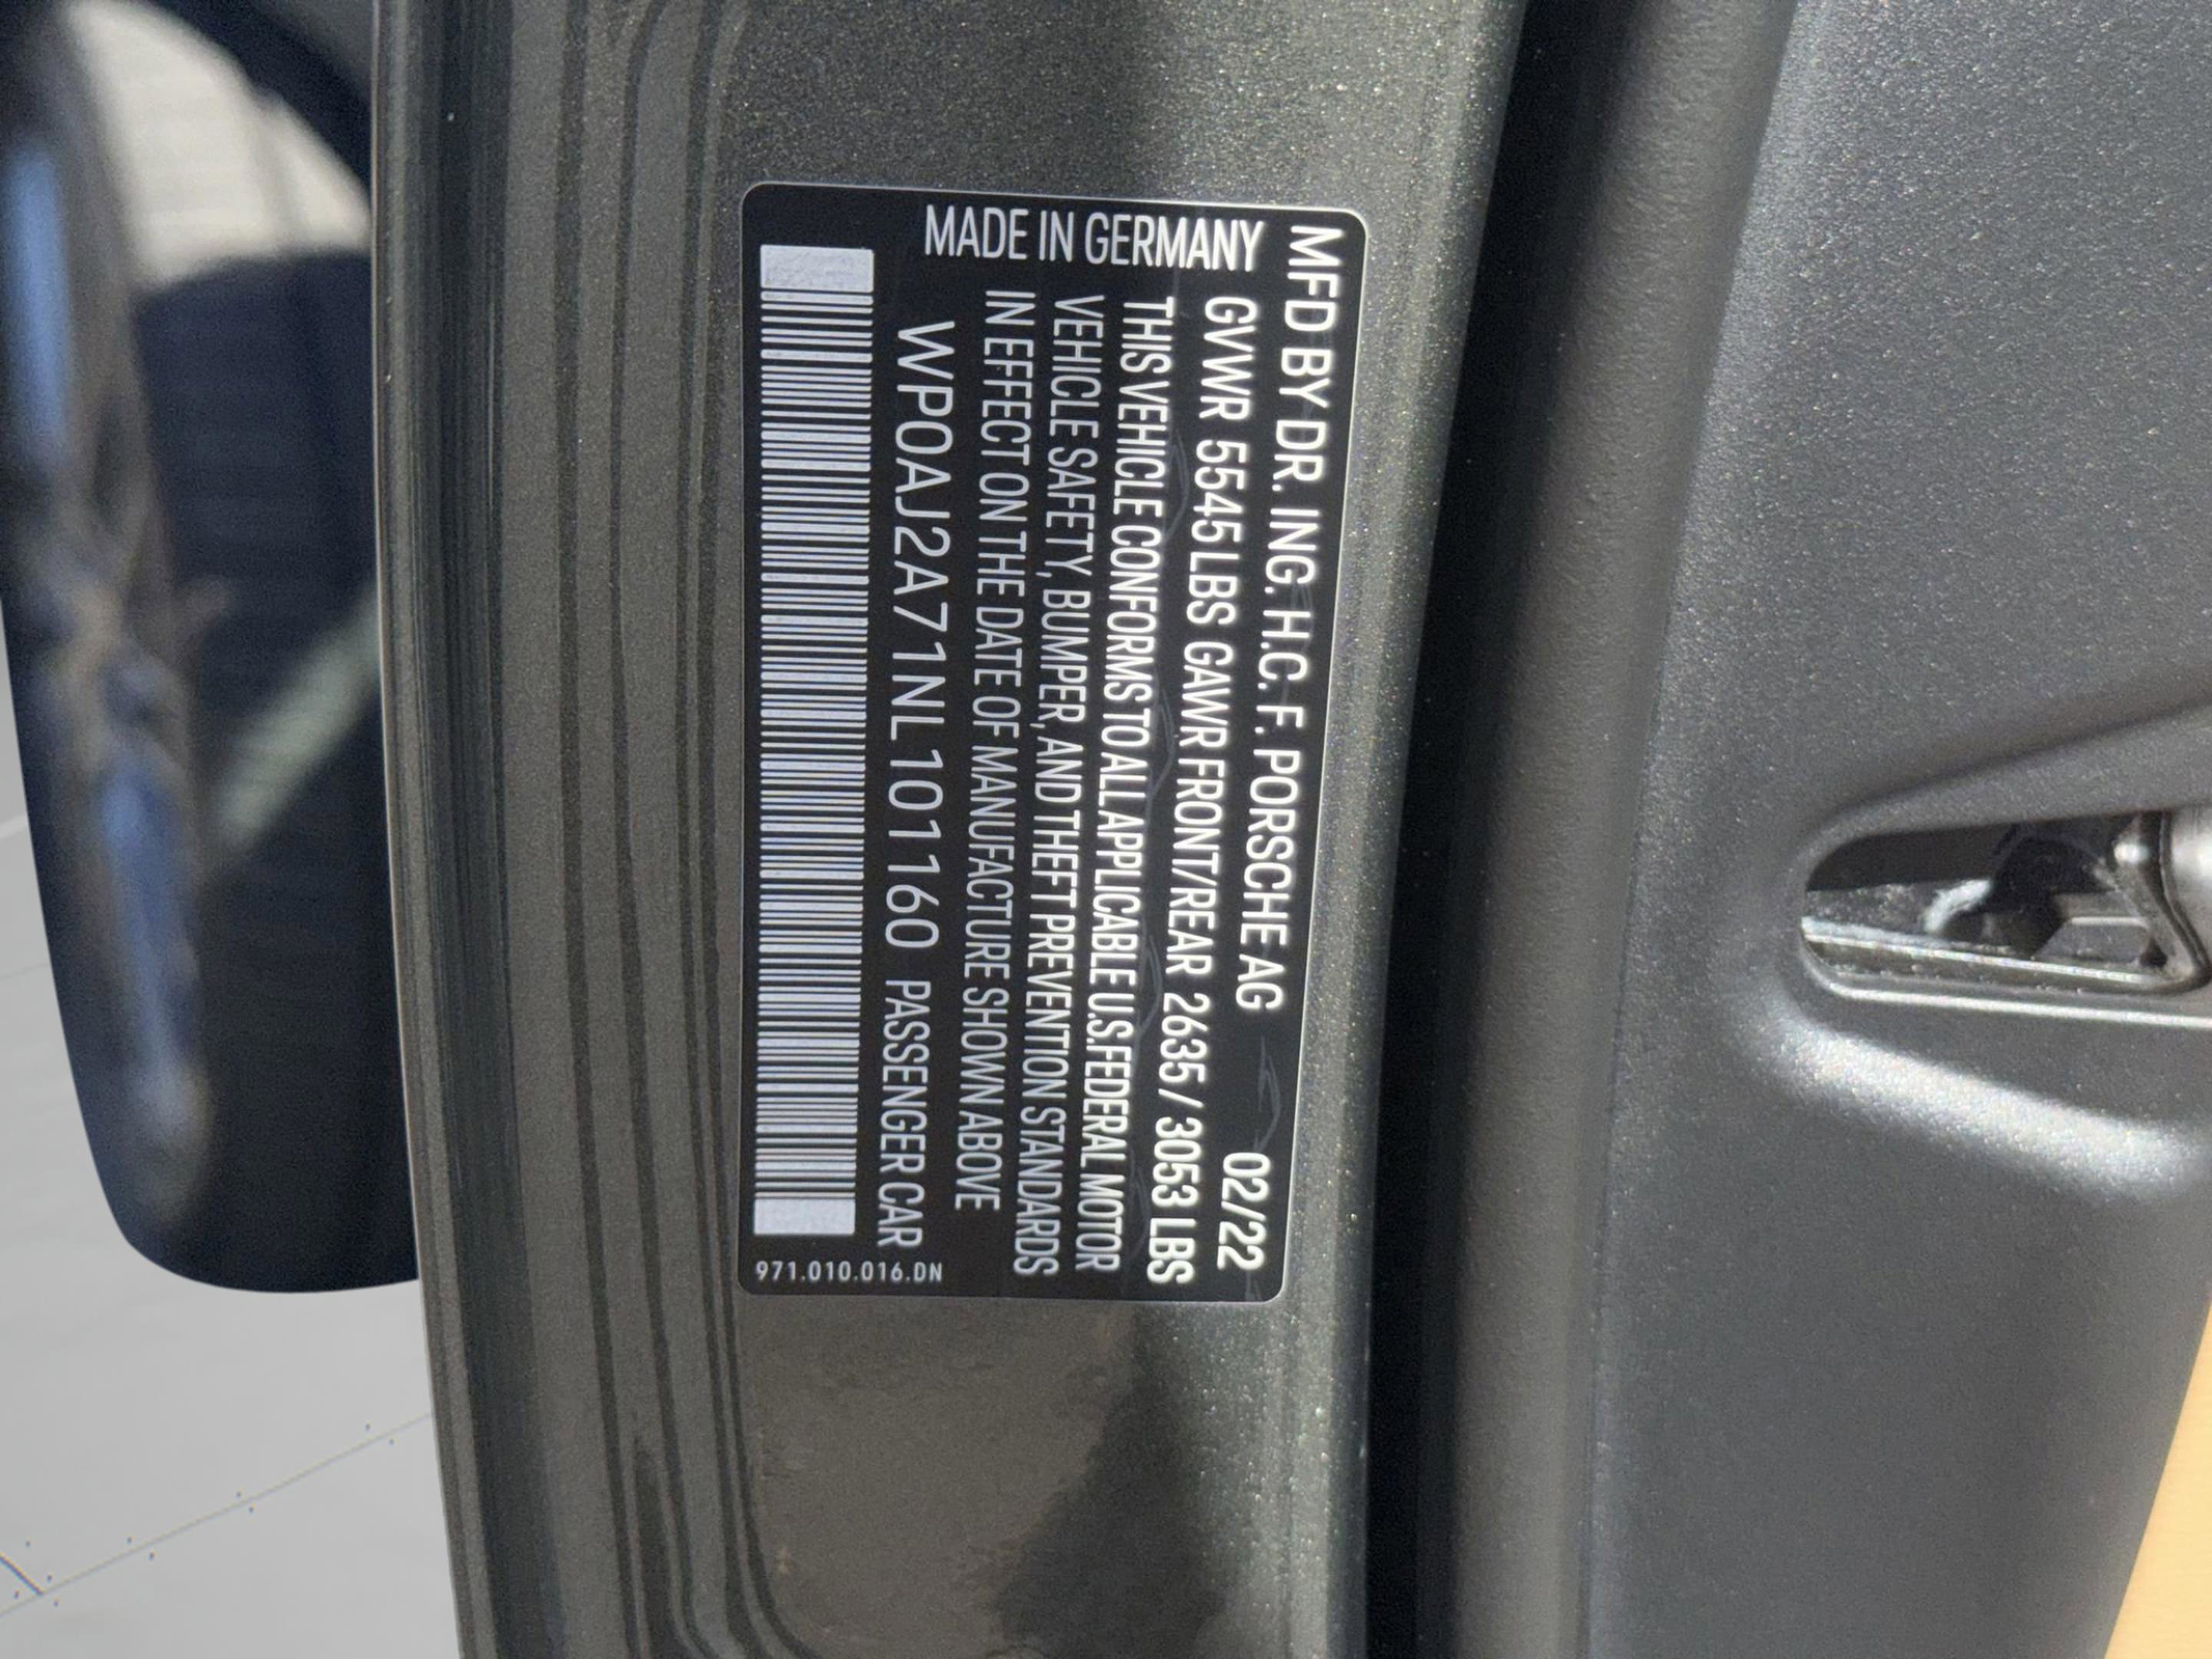 MFD BY DR. ING. H.C. F. PORSCHE AG 02/22
GVWR 5545 LBS GAWR FRONT/REAR 2635 / 3053 LBS
THIS VEHICLE CONFORMS TO ALL APPLICABLE U.S.FEDERAL MOTOR
VEHICLE SAFETY, BUMPER, AND THEFT PREVENTION STANDARDS
IN EFFECT ON THE DATE OF MANUFACTURE SHOWN ABOVE
WP0AJ2A71NL101160 PASSENGER CAR
MADE IN GERMANY
971.010.016.DN